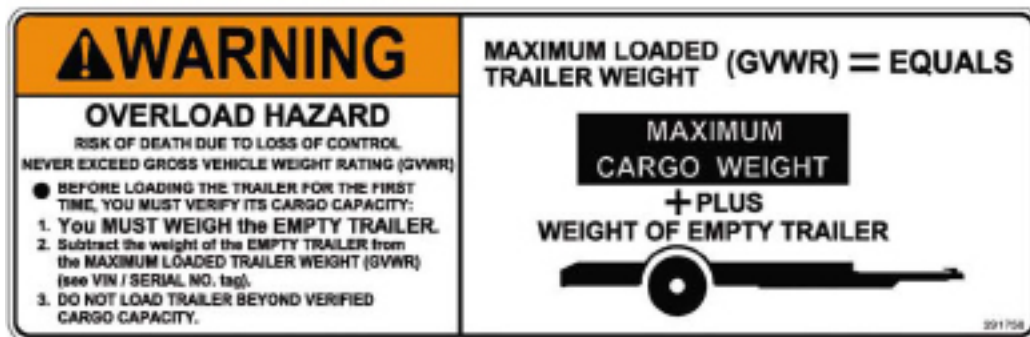 WARNING
OVERLOAD HAZARD
RISK OF DEATH DUE TO LOSS OF CONTROL
NEVER EXCEED GROSS VEHICLE WEIGHT RATING (GVWR)
● BEFORE LOADING THE TRAILER FOR THE FIRST
TIME, YOU MUST VERIFY ITS CARGO CAPACITY:
1. You MUST WEIGH the EMPTY TRAILER.
2. Subtract the weight of the EMPTY TRAILER from
the MAXIMUM LOADED TRAILER WEIGHT (GVWR)
(see VIN / SERIAL NO. tag).
3. DO NOT LOAD TRAILER BEYOND VERIFIED
CARGO CAPACITY.
MAXIMUM LOADED
TRAILER WEIGHT (GVWR) = EQUALS
MAXIMUM
CARGO WEIGHT
+ PLUS
WEIGHT OF EMPTY TRAILER